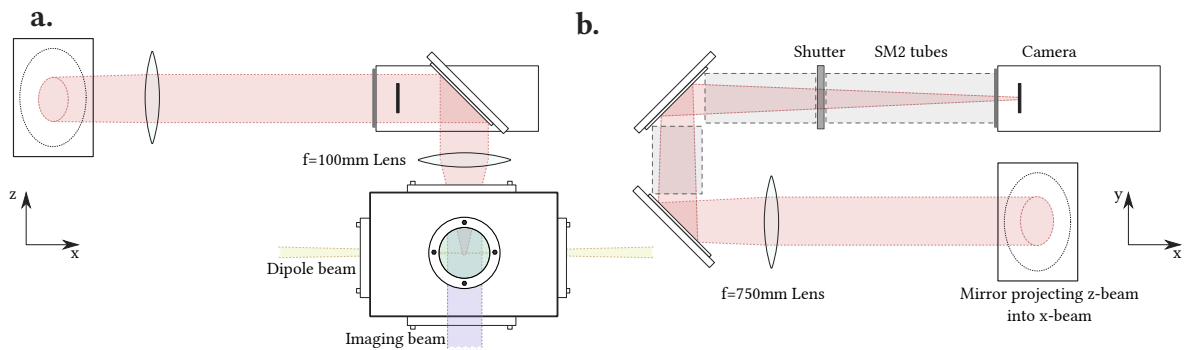 a.
f=100mm Lens
z
x
Dipole beam
Imaging beam
b.
Shutter
SM2 tubes
Camera
f=750mm Lens
Mirror projecting z-beam
into x-beam
y
x